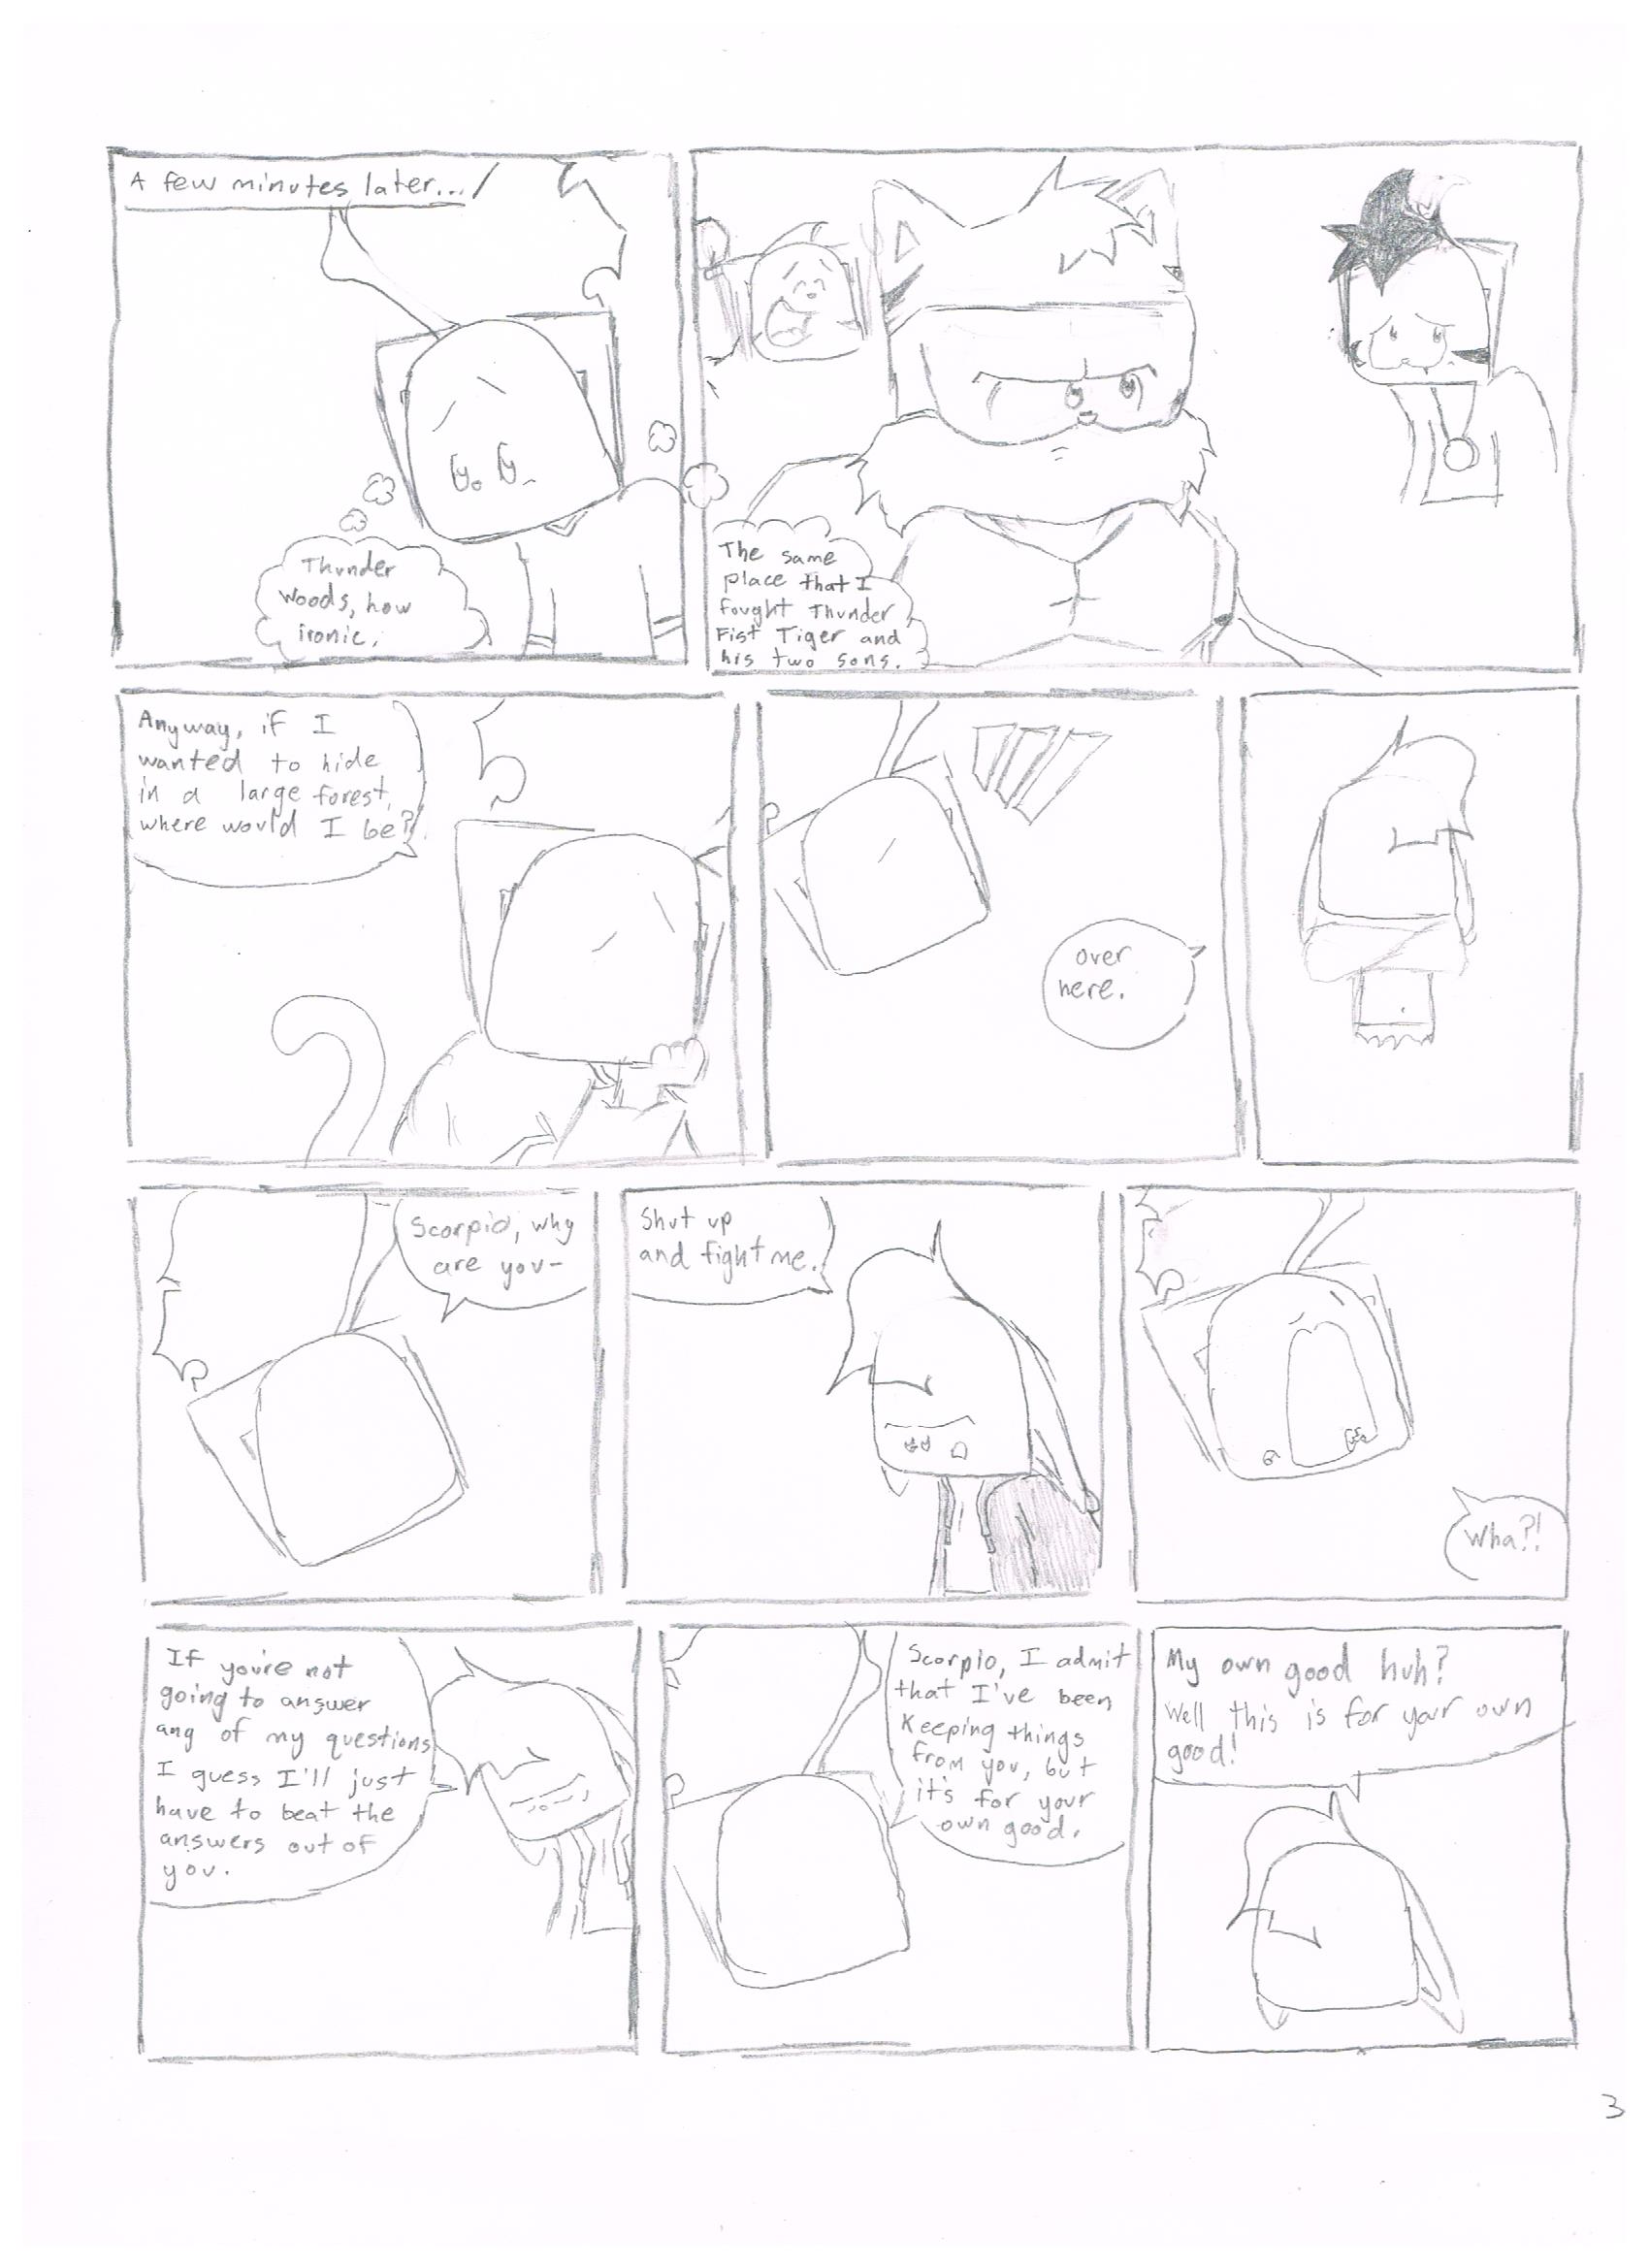 A few minutes later...
Thunder
woods, how
ironic.
The same
place that I
fought Thunder
Fist Tiger and
his two sons.
Anyway, if I
wanted to hide
in a large forest,
where would I be?
over
here.
Scorpio, why
are you-
Shut up
and fight me.
Wha?!
If you're not
going to answer
ang of my questions
I guess I'll just
have to beat the
answers out of
you.
Scorpio, I admit
that I've been
Keeping things
from you, but
it's for your
own good.
My own good huh?
Well this is for your own
good!
3